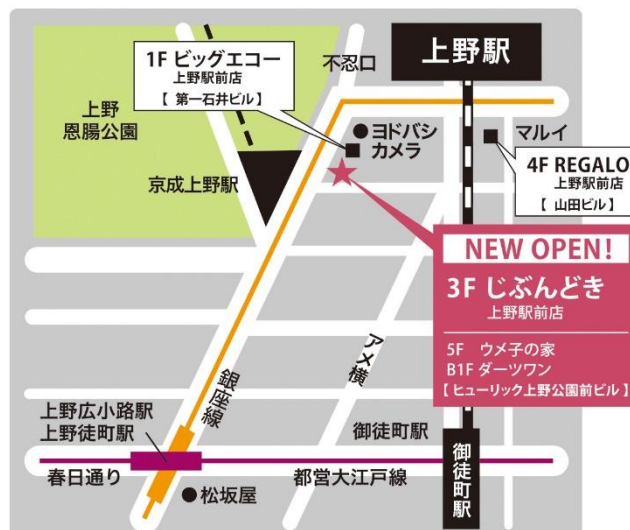 上野駅
1F ビッグエコー
上野駅前店
【 第一石井ビル】
不忍口
上野
恩腸公園
●ヨドバシ
カメラ
マルイ
京成上野駅
4F REGALO
上野駅前店
【 山田ビル】
NEW OPEN!
3F じぶんどき
上野駅前店
5F ウメ子の家
B1F ダーツワン
【 ヒューリック上野公園前ビル】
アメ横
銀座線
上野広小路駅
上野徒町駅
御徒町駅
御徒町駅
春日通り
都営大江戸線
●松坂屋